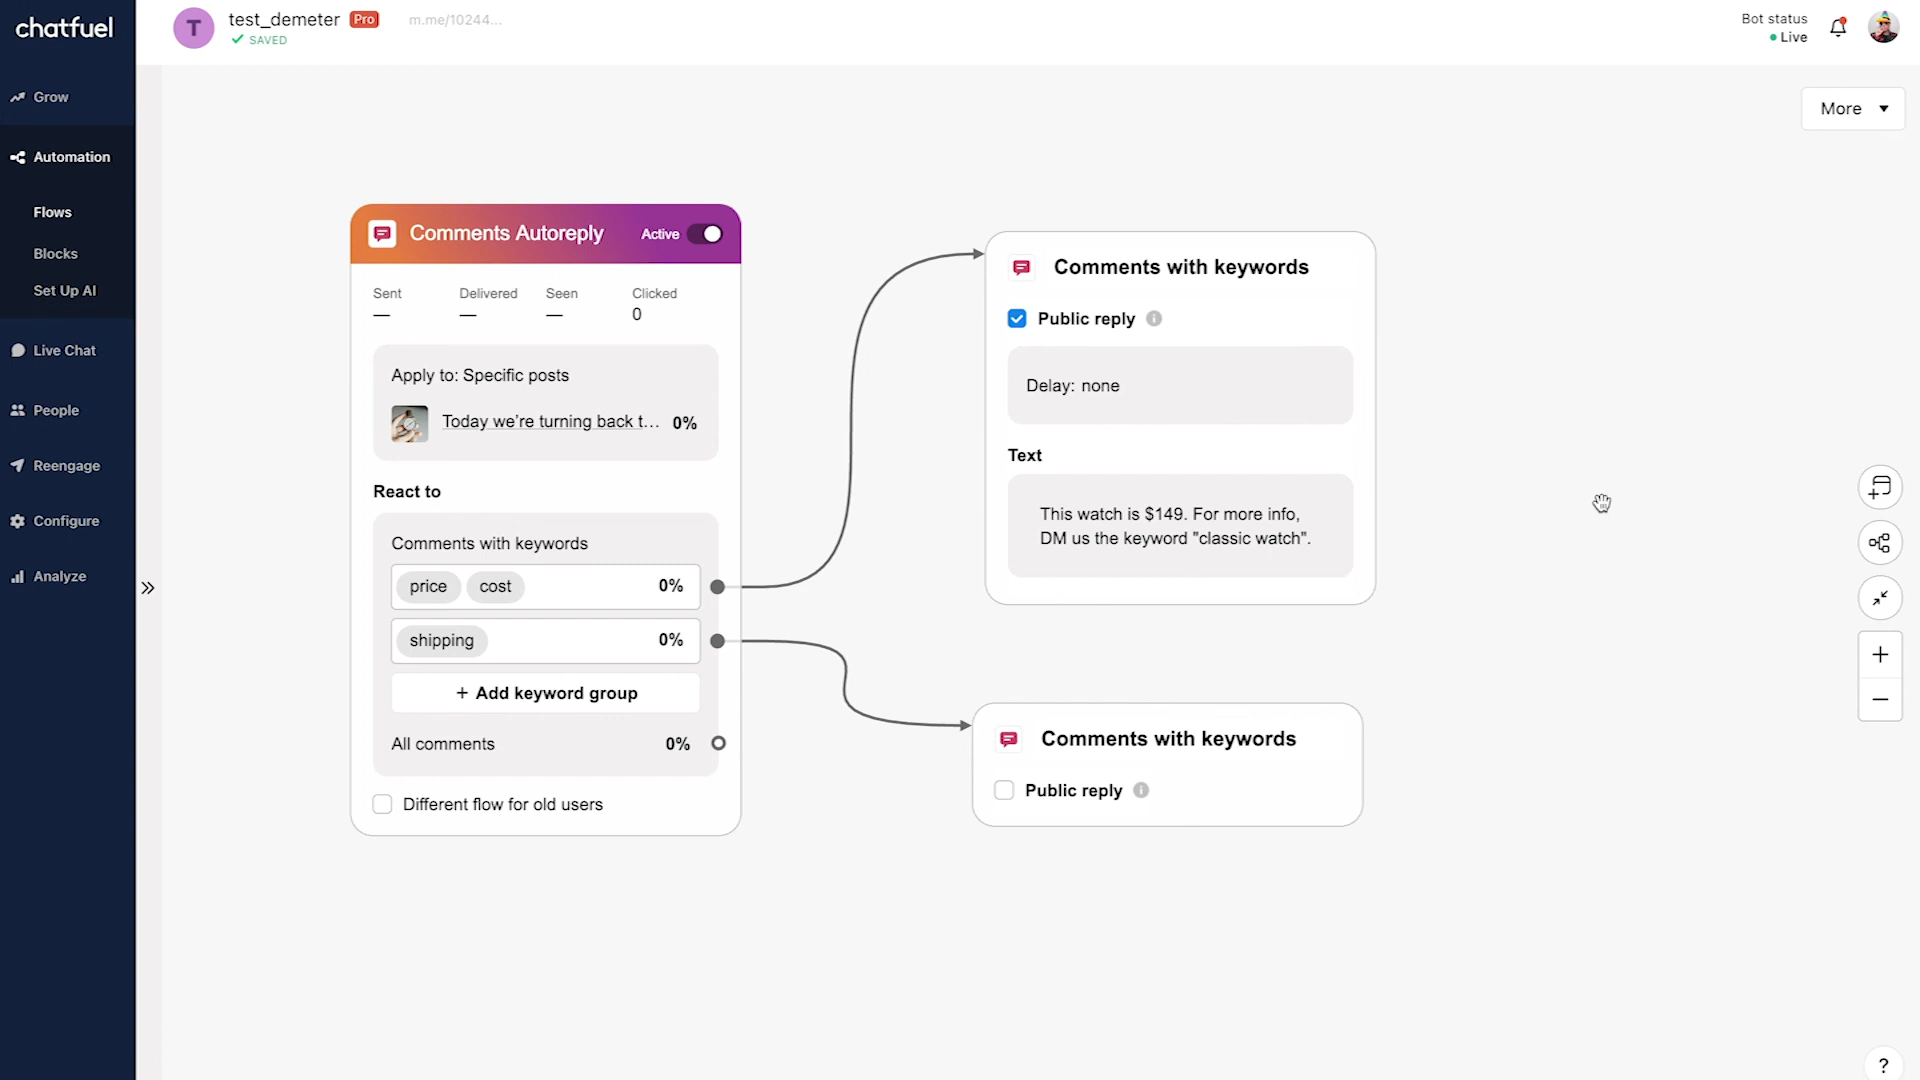 chatfuel
T
test_demeter Pro
m.me/10244...
SAVED
Bot status
Live
Grow
Automation
Flows
Blocks
Set Up AI
Live Chat
People
Reengage
Configure
Analyze
More
Comments Autoreply Active
Sent Delivered Seen Clicked
— — — 0
Apply to: Specific posts
Today we're turning back t... 0%
React to
Comments with keywords
price cost 0%
shipping 0%
+ Add keyword group
All comments 0%
Different flow for old users
Comments with keywords
Public reply
Delay: none
Text
This watch is $149. For more info,
DM us the keyword "classic watch".
Comments with keywords
Public reply
?